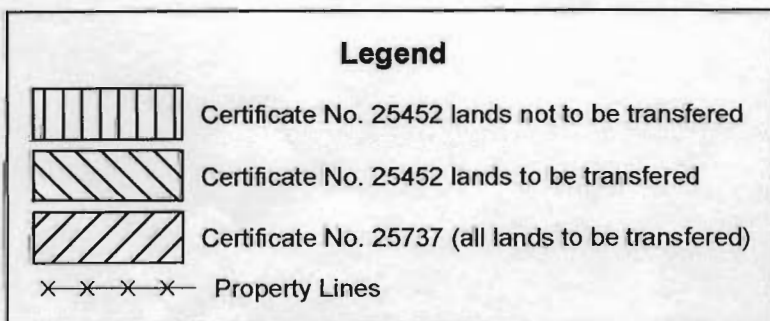 Legend
Certificate No. 25452 lands not to be transfered
Certificate No. 25452 lands to be transfered
Certificate No. 25737 (all lands to be transfered)
Property Lines